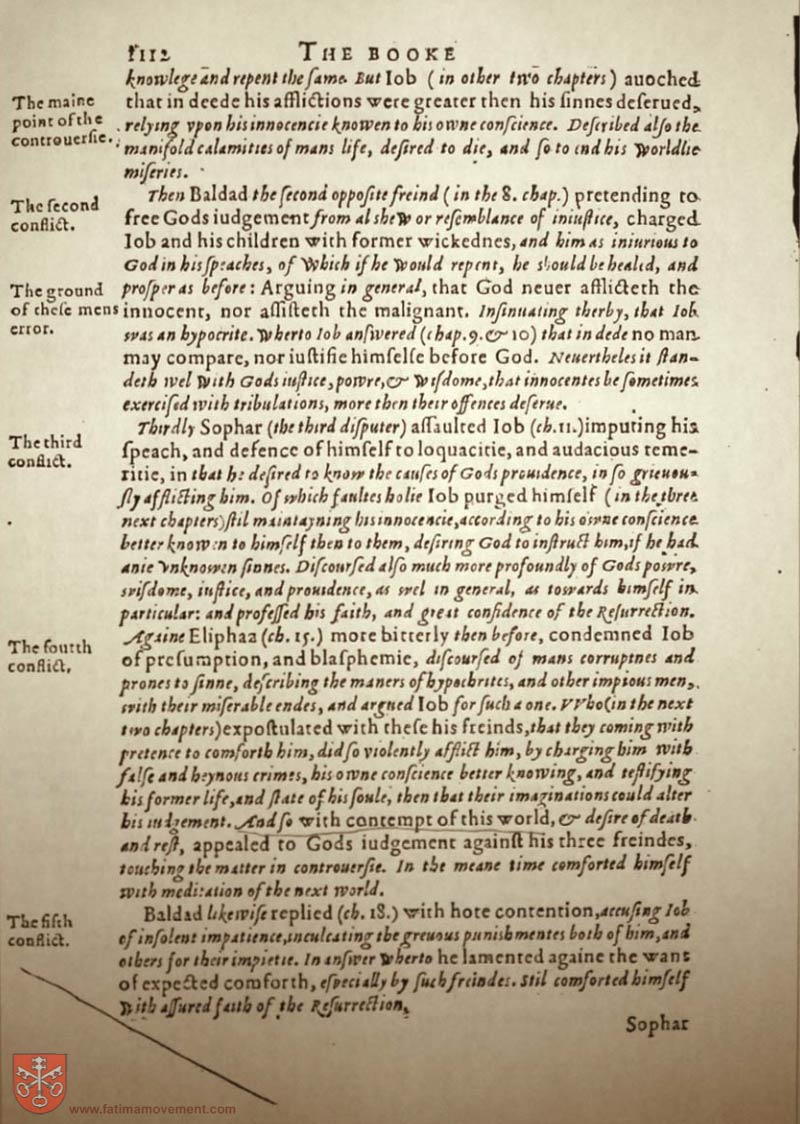 1112
THE BOOKE
knowlege and repent the same. But Iob (in other two chapters) auoched
The maine
point of the
controuersie.
that in deede his afflictions were greater then his sinnes deserued,
relying vpon his innocencie knowen to his owne conscience. Described also the
manifold calamities of mans life, desired to die, and so to end his worldlie
miseries.
Then Baldad the second opposite freind (in the 8. chap.) pretending to
The second
conflict.
free Gods iudgement from al shew or resemblance of iniustice, charged
Iob and his children with former wickednes, and him as iniurious to
God in his speaches, of which if he would repent, he should be healed, and
The ground
of these mens
error.
prosper as before: Arguing in general, that God neuer afflicteth the
innocent, nor assisteth the malignant. Insinuating therby, that Iob
was an hypocrite. Wherto Iob answered (chap. 9. & 10) that in dede no man
may compare, nor iustifie himselfe before God. Neuertheles it stan-
deth wel with Gods iustice, powre, & wisdome, that innocentes be sometimes
exercised with tribulations, more then their offences deserue.
Thirdly Sophar (the third disputer) assaulted Iob (ch. 11.) imputing his
The third
conflict.
speach, and defence of himself to loquacitie, and audacious teme-
ritie, in that he desired to know the causes of Gods prouidence, in so grieuou-
sly afflicting him. Of which faultes holie Iob purged himself (in the three
next chapters) stil maintayning his innocencie, according to his owne conscience
better knowen to himself then to them, desiring God to instruct him, if he had
anie vnknowen sinnes. Discoursed also much more profoundly of Gods powre,
wisdome, iustice, and prouidence, as wel in general, as towards himself in
particular: and professed his faith, and great confidence of the Resurrection.
Againe Eliphaz (ch. 15.) more bitterly then before, condemned Iob
The fourth
conflict,
of presumption, and blasphemie, discoursed of mans corruptnes and
prones to sinne, describing the maners of hypochrites, and other impious men,
with their miserable endes, and argued Iob for such a one. VVho (in the next
two chapters) expostulated with these his freinds, that they coming with
pretence to comforth him, did so violently afflict him, by charging him with
false and heynous crimes, his owne conscience better knowing, and testifying
his former life, and state of his soule, then that their imaginations could alter
his iudgement. And so with contempt of this world, & desire of death
and rest, appealed to Gods iudgement against his three freindes,
touching the matter in controuersie. In the meane time comforted himself
with meditation of the next world.
Baldad likewise replied (ch. 18.) with hote contention, accusing Iob
The fifth
conflict.
of insolent impatience, inculcating the greuous punishmentes both of him, and
others for their impietie. In answer wherto he lamented againe the want
of expected comforth, especially by such freindes. Stil comforted himself
with assured faith of the Resurrection,
Sophar
www.fatimamovement.com